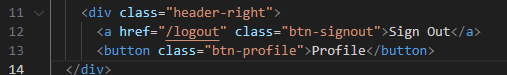 11 <div class="header-right">
12 <a href="/logout" class="btn-signout">Sign Out</a>
13 <button class="btn-profile">Profile</button>
14 </div>